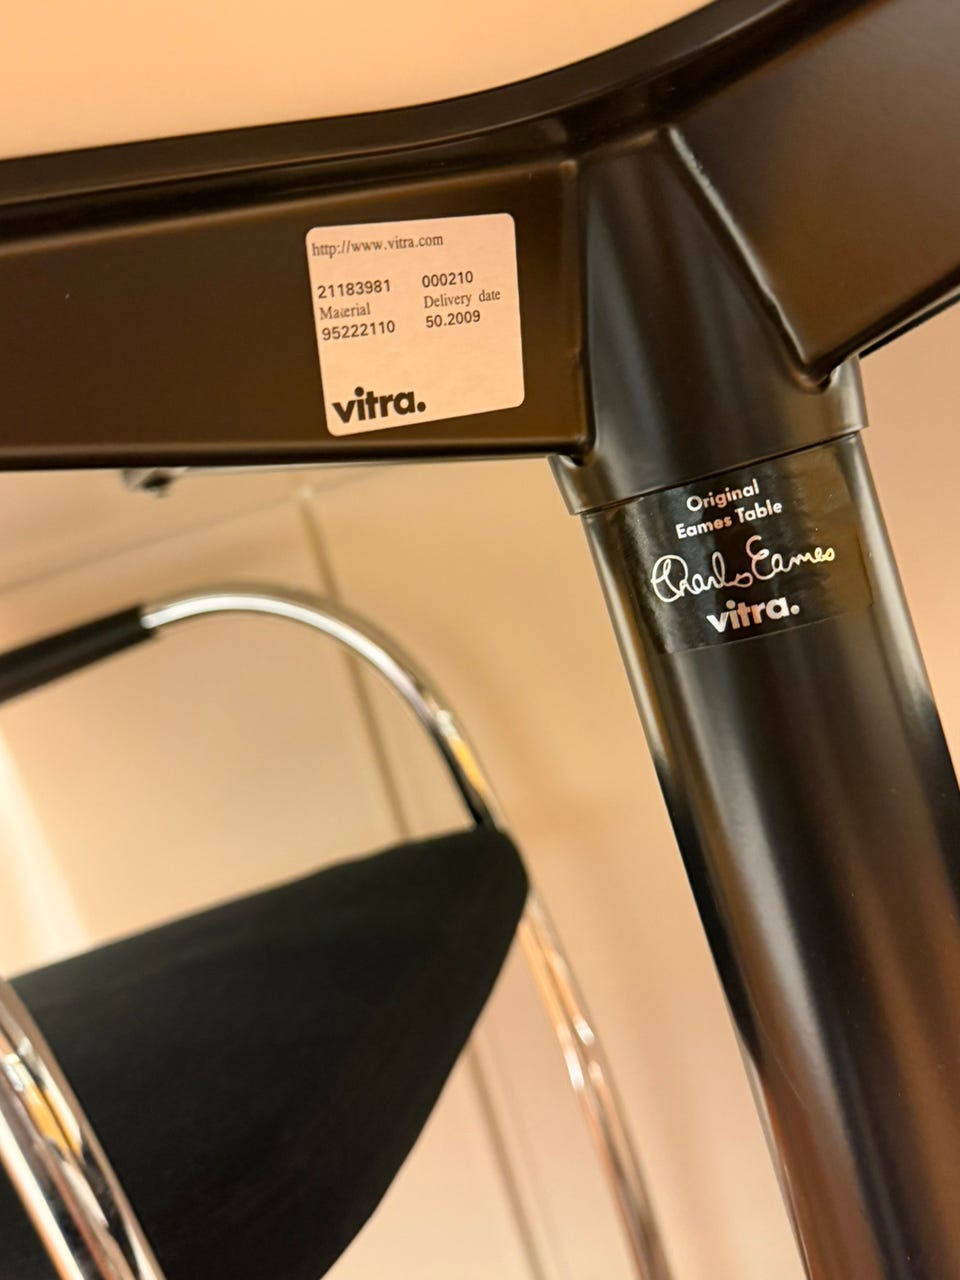 http://www.vitra.com
21183981 000210
Material Delivery date
95222110 50.2009
vitra.
Original
Eames Table
Charles Eames
vitra.